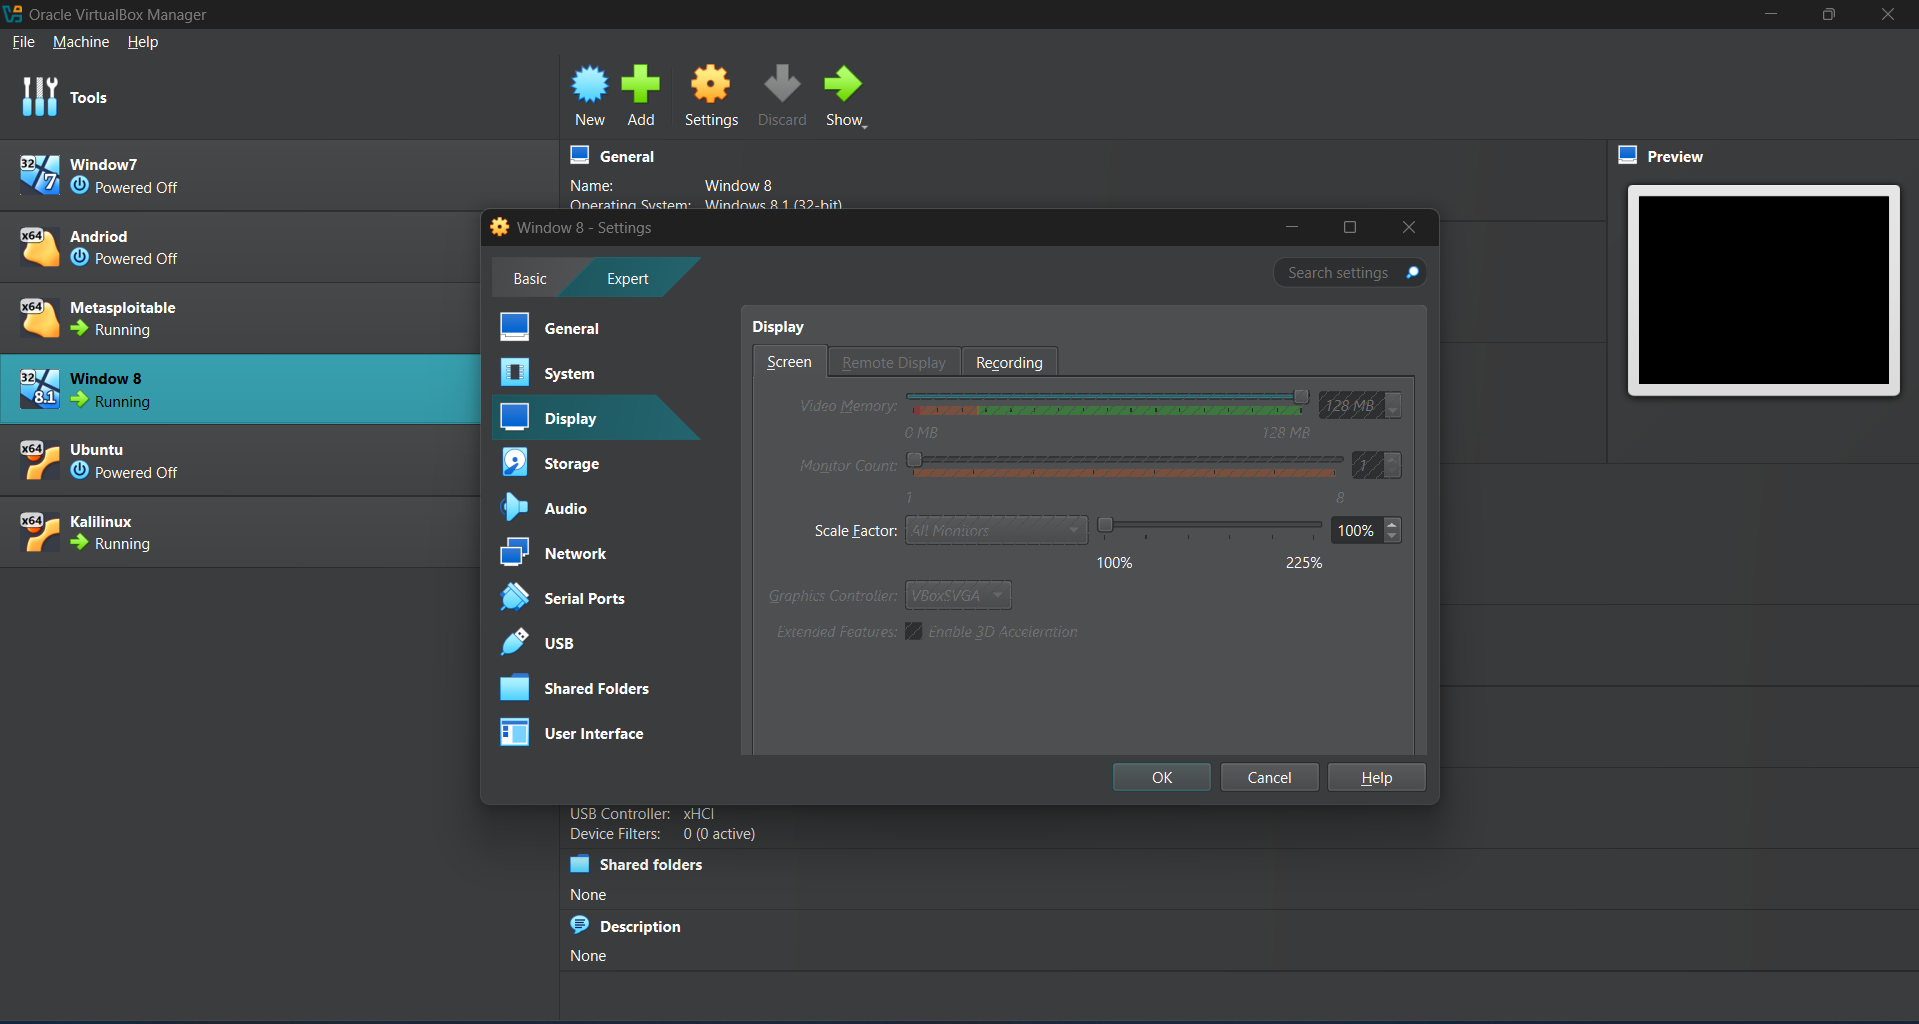 Oracle VirtualBox Manager
File Machine Help
Tools
New Add Settings Discard Show
32 7 Window7
Powered Off
x64 Andriod
Powered Off
x64 Metasploitable
Running
32 8.1 Window 8
Running
x64 Ubuntu
Powered Off
x64 Kalilinux
Running
General
Name: Window 8
Operating System: Windows 8.1 (32-bit)
Preview
Window 8 - Settings
Basic Expert
Search settings
General
System
Display
Storage
Audio
Network
Serial Ports
USB
Shared Folders
User Interface
Display
Screen Remote Display Recording
Video Memory: 128 MB
0 MB 128 MB
Monitor Count: 1
1 8
Scale Factor: All Monitors 100%
100% 225%
Graphics Controller: VBoxSVGA
Extended Features: Enable 3D Acceleration
OK Cancel Help
USB Controller: xHCI
Device Filters: 0 (0 active)
Shared folders
None
Description
None